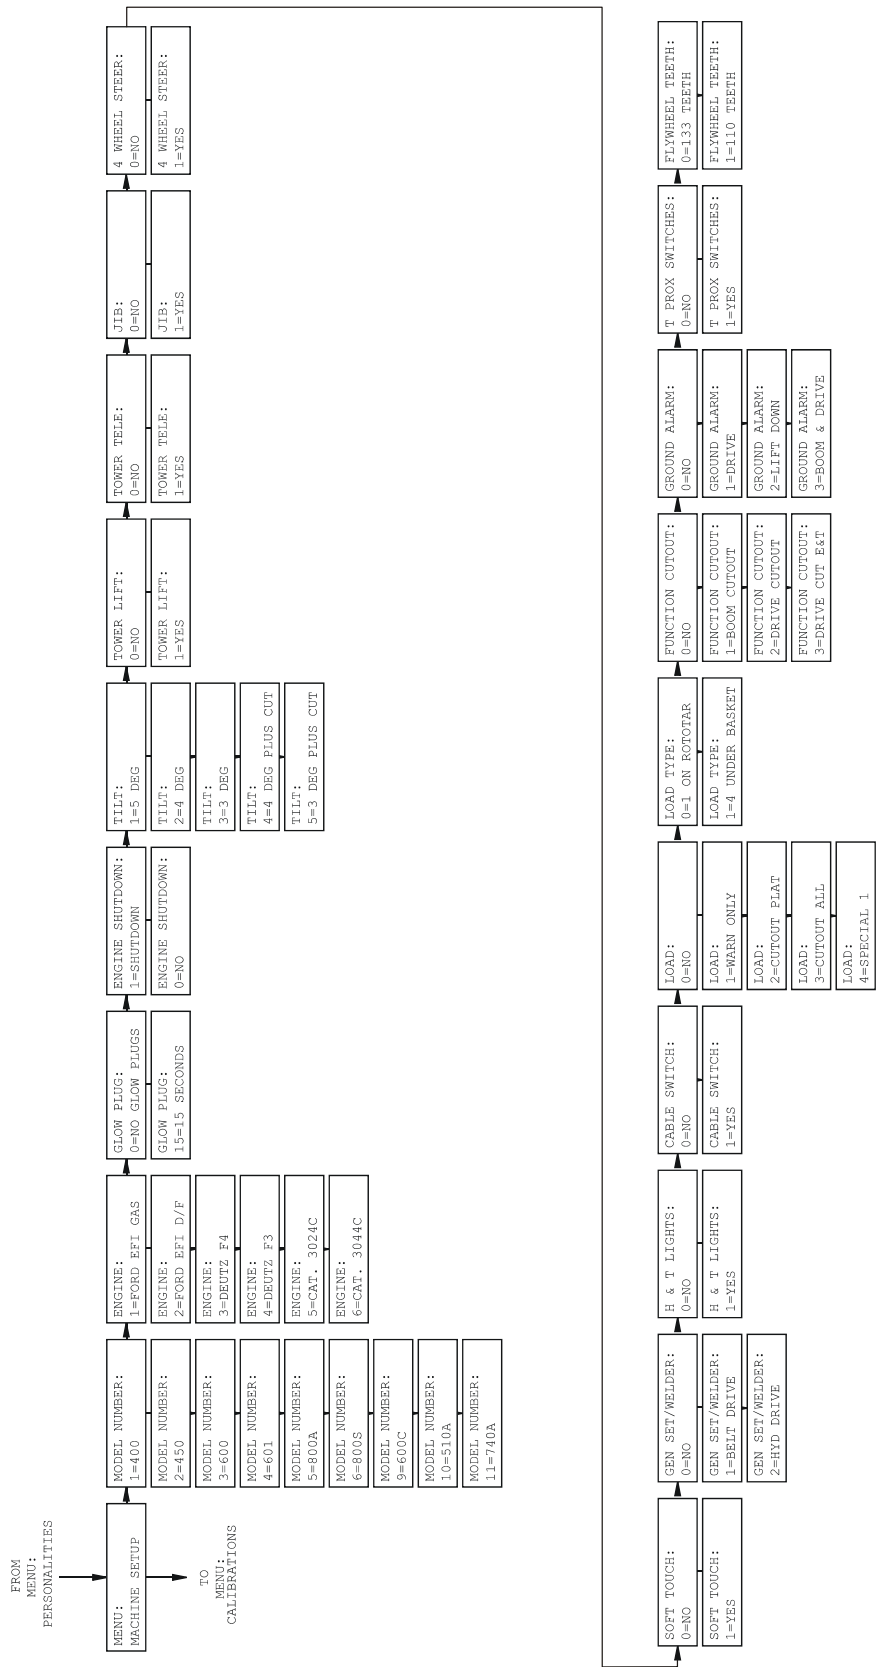 FROM
MENU:
PERSONALITIES
MENU:
MACHINE SETUP
TO
MENU:
CALIBRATIONS
MODEL NUMBER:
1=400
MODEL NUMBER:
2=450
MODEL NUMBER:
3=600
MODEL NUMBER:
4=601
MODEL NUMBER:
5=800A
MODEL NUMBER:
6=800S
MODEL NUMBER:
9=600C
MODEL NUMBER:
10=510A
MODEL NUMBER:
11=740A
ENGINE:
1=FORD EFI GAS
ENGINE:
2=FORD EFI D/F
ENGINE:
3=DEUTZ F4
ENGINE:
4=DEUTZ F3
ENGINE:
5=CAT. 3024C
ENGINE:
6=CAT. 3044C
GLOW PLUG:
0=NO GLOW PLUGS
GLOW PLUG:
15=15 SECONDS
ENGINE SHUTDOWN:
1=SHUTDOWN
ENGINE SHUTDOWN:
0=NO
TILT:
1=5 DEG
TILT:
2=4 DEG
TILT:
3=3 DEG
TILT:
4=4 DEG PLUS CUT
TILT:
5=3 DEG PLUS CUT
TOWER LIFT:
0=NO
TOWER LIFT:
1=YES
TOWER TELE:
0=NO
TOWER TELE:
1=YES
JIB:
0=NO
JIB:
1=YES
4 WHEEL STEER:
0=NO
4 WHEEL STEER:
1=YES
SOFT TOUCH:
0=NO
SOFT TOUCH:
1=YES
GEN SET/WELDER:
0=NO
GEN SET/WELDER:
1=BELT DRIVE
GEN SET/WELDER:
2=HYD DRIVE
H & T LIGHTS:
0=NO
H & T LIGHTS:
1=YES
CABLE SWITCH:
0=NO
CABLE SWITCH:
1=YES
LOAD:
0=NO
LOAD:
1=WARN ONLY
LOAD:
2=CUTOUT PLAT
LOAD:
3=CUTOUT ALL
LOAD:
4=SPECIAL 1
LOAD TYPE:
0=1 ON ROTOTAR
LOAD TYPE:
1=4 UNDER BASKET
FUNCTION CUTOUT:
0=NO
FUNCTION CUTOUT:
1=BOOM CUTOUT
FUNCTION CUTOUT:
2=DRIVE CUTOUT
FUNCTION CUTOUT:
3=DRIVE CUT E&T
GROUND ALARM:
0=NO
GROUND ALARM:
1=DRIVE
GROUND ALARM:
2=LIFT DOWN
GROUND ALARM:
3=BOOM & DRIVE
T PROX SWITCHES:
0=NO
T PROX SWITCHES:
1=YES
FLYWHEEL TEETH:
0=133 TEETH
FLYWHEEL TEETH:
1=110 TEETH